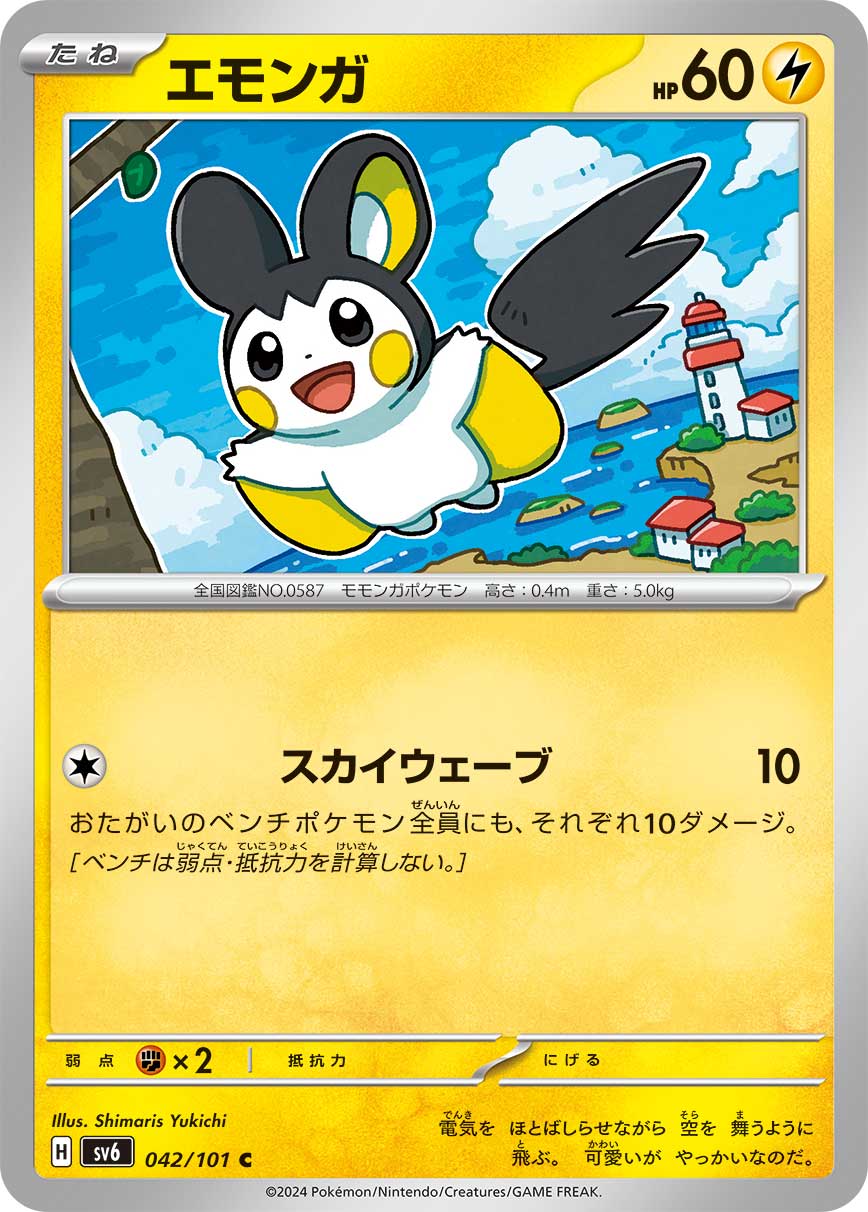 たね エモンガ HP60
全国図鑑NO.0587 モモンガポケモン 高さ:0.4m 重さ:5.0kg
スカイウェーブ 10
おたがいのベンチポケモン全員にも、それぞれ10ダメージ。
[ベンチは弱点・抵抗力を計算しない。]
弱点 ×2 抵抗力 にげる
Illus. Shimaris Yukichi
H sv6 042/101 C
電気を ほとばしらせながら 空を 舞うように
飛ぶ。 可愛いが やっかいなのだ。
©2024 Pokémon/Nintendo/Creatures/GAME FREAK.